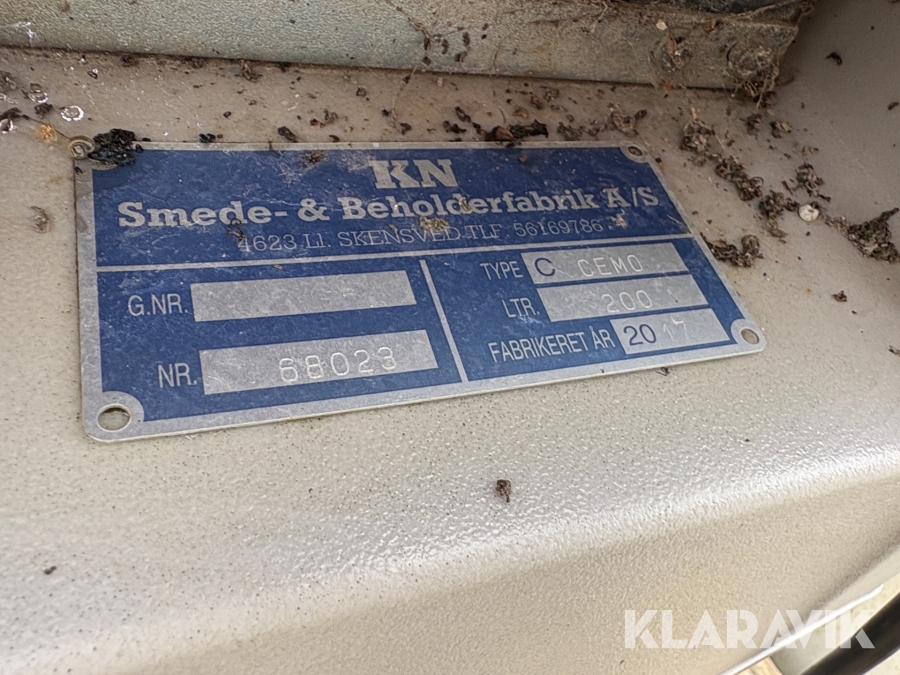 KN
Smede- & Beholderfabrik A/S
4623 Ll. SKENSVED TLF. 56169786
G.NR.
NR. 68023
TYPE C CEMO
LTR. 200
FABRIKERET ÅR 2017
KLARAVIK